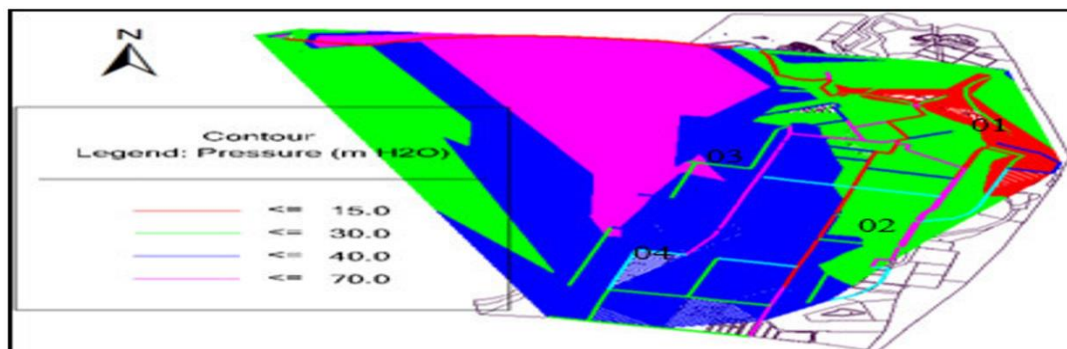 N
Contour
Legend: Pressure (m H2O)
<= 15.0
<= 30.0
<= 40.0
<= 70.0
01
03
02
04